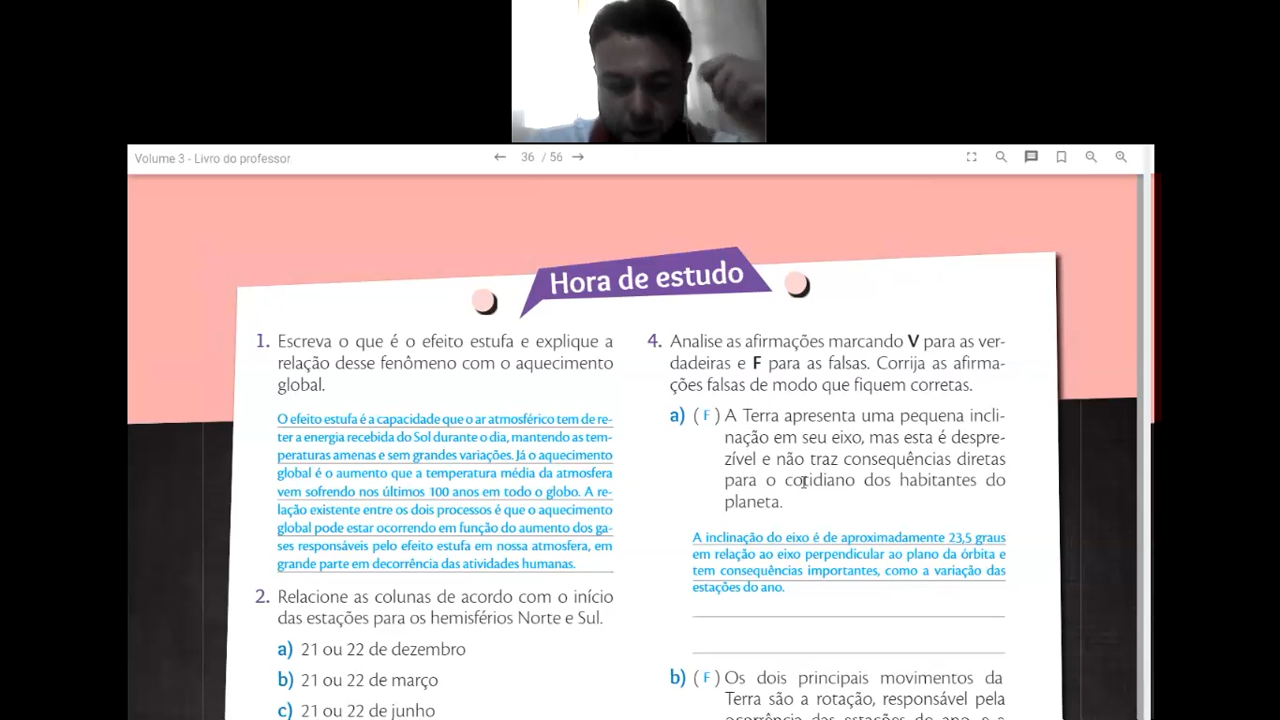 Volume 3 - Livro do professor
36 / 56
Hora de estudo
1. Escreva o que é o efeito estufa e explique a
relação desse fenômeno com o aquecimento
global.
O efeito estufa é a capacidade que o ar atmosférico tem de re-
ter a energia recebida do Sol durante o dia, mantendo as tem-
peraturas amenas e sem grandes variações. Já o aquecimento
global é o aumento que a temperatura média da atmosfera
vem sofrendo nos últimos 100 anos em todo o globo. A re-
lação existente entre os dois processos é que o aquecimento
global pode estar ocorrendo em função do aumento dos ga-
ses responsáveis pelo efeito estufa em nossa atmosfera, em
grande parte em decorrência das atividades humanas.
2. Relacione as colunas de acordo com o início
das estações para os hemisférios Norte e Sul.
a) 21 ou 22 de dezembro
b) 21 ou 22 de março
c) 21 ou 22 de junho
4. Analise as afirmações marcando V para as ver-
dadeiras e F para as falsas. Corrija as afirma-
ções falsas de modo que fiquem corretas.
a) ( F ) A Terra apresenta uma pequena incli-
nação em seu eixo, mas esta é despre-
zível e não traz consequências diretas
para o cotidiano dos habitantes do
planeta.
A inclinação do eixo é de aproximadamente 23,5 graus
em relação ao eixo perpendicular ao plano da órbita e
tem consequências importantes, como a variação das
estações do ano.
b) ( F ) Os dois principais movimentos da
Terra são a rotação, responsável pela
ocorrência das estações do ano, e a